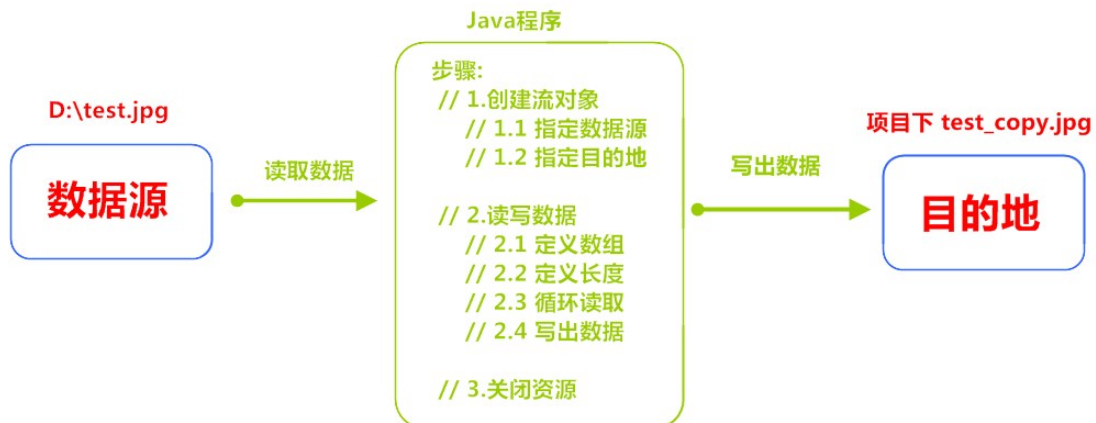 Java程序
D:\test.jpg
数据源
读取数据
步骤:
// 1.创建流对象
// 1.1 指定数据源
// 1.2 指定目的地
// 2.读写数据
// 2.1 定义数组
// 2.2 定义长度
// 2.3 循环读取
// 2.4 写出数据
// 3.关闭资源
写出数据
项目下 test_copy.jpg
目的地